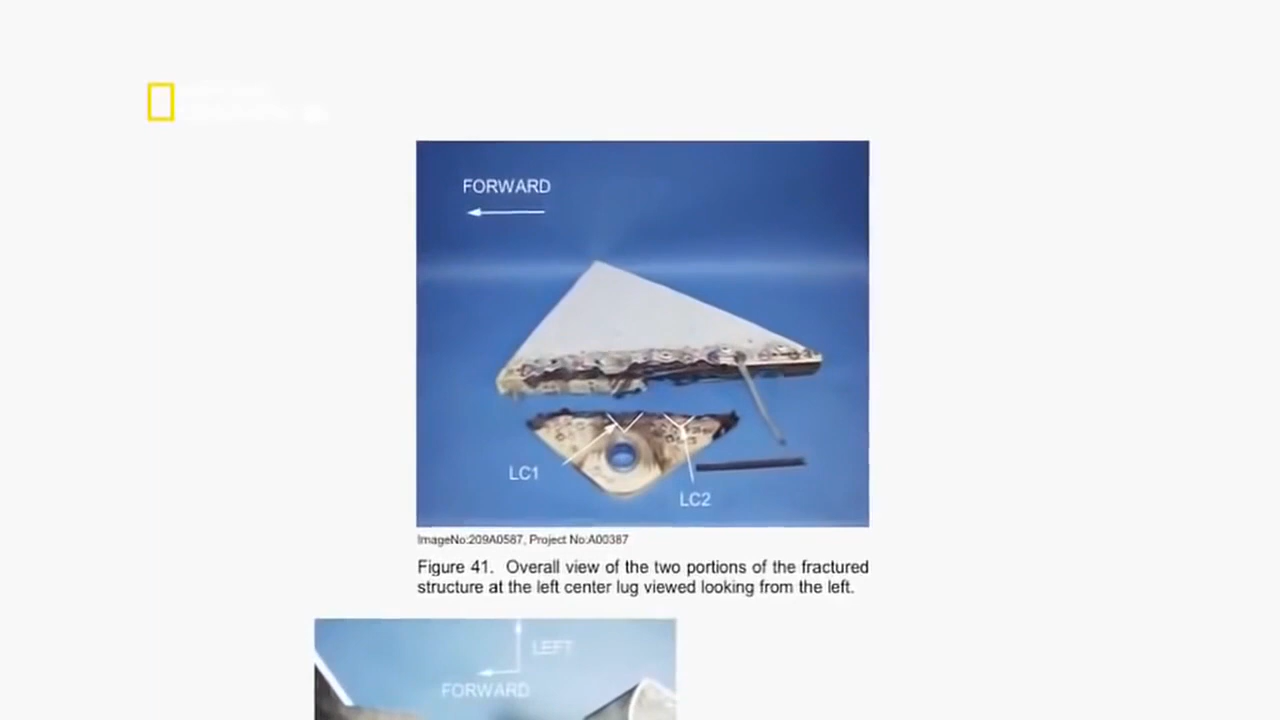 FORWARD
LC1
LC2
ImageNo:209A0587, Project No:A00387
Figure 41. Overall view of the two portions of the fractured
structure at the left center lug viewed looking from the left.
LEFT
FORWARD